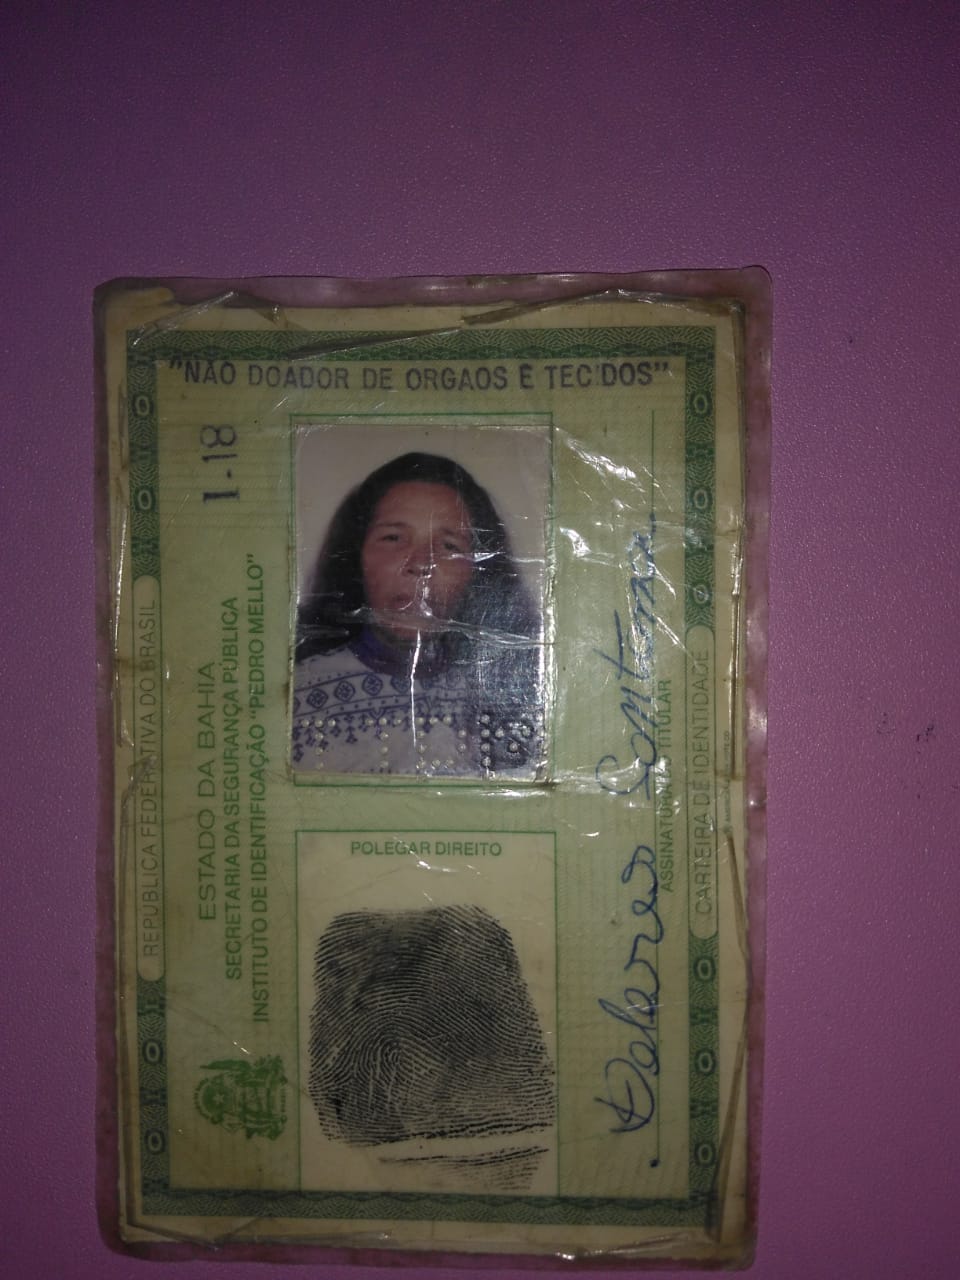 "NÃO DOADOR DE ORGAOS E TECIDOS"
1-18
REPÚBLICA FEDERATIVA DO BRASIL
ESTADO DA BAHIA
SECRETARIA DA SEGURANÇA PÚBLICA
INSTITUTO DE IDENTIFICAÇÃO "PEDRO MELLO"
POLEGAR DIREITO
Santana
ASSINATURA DO TITULAR
CARTEIRA DE IDENTIDADE